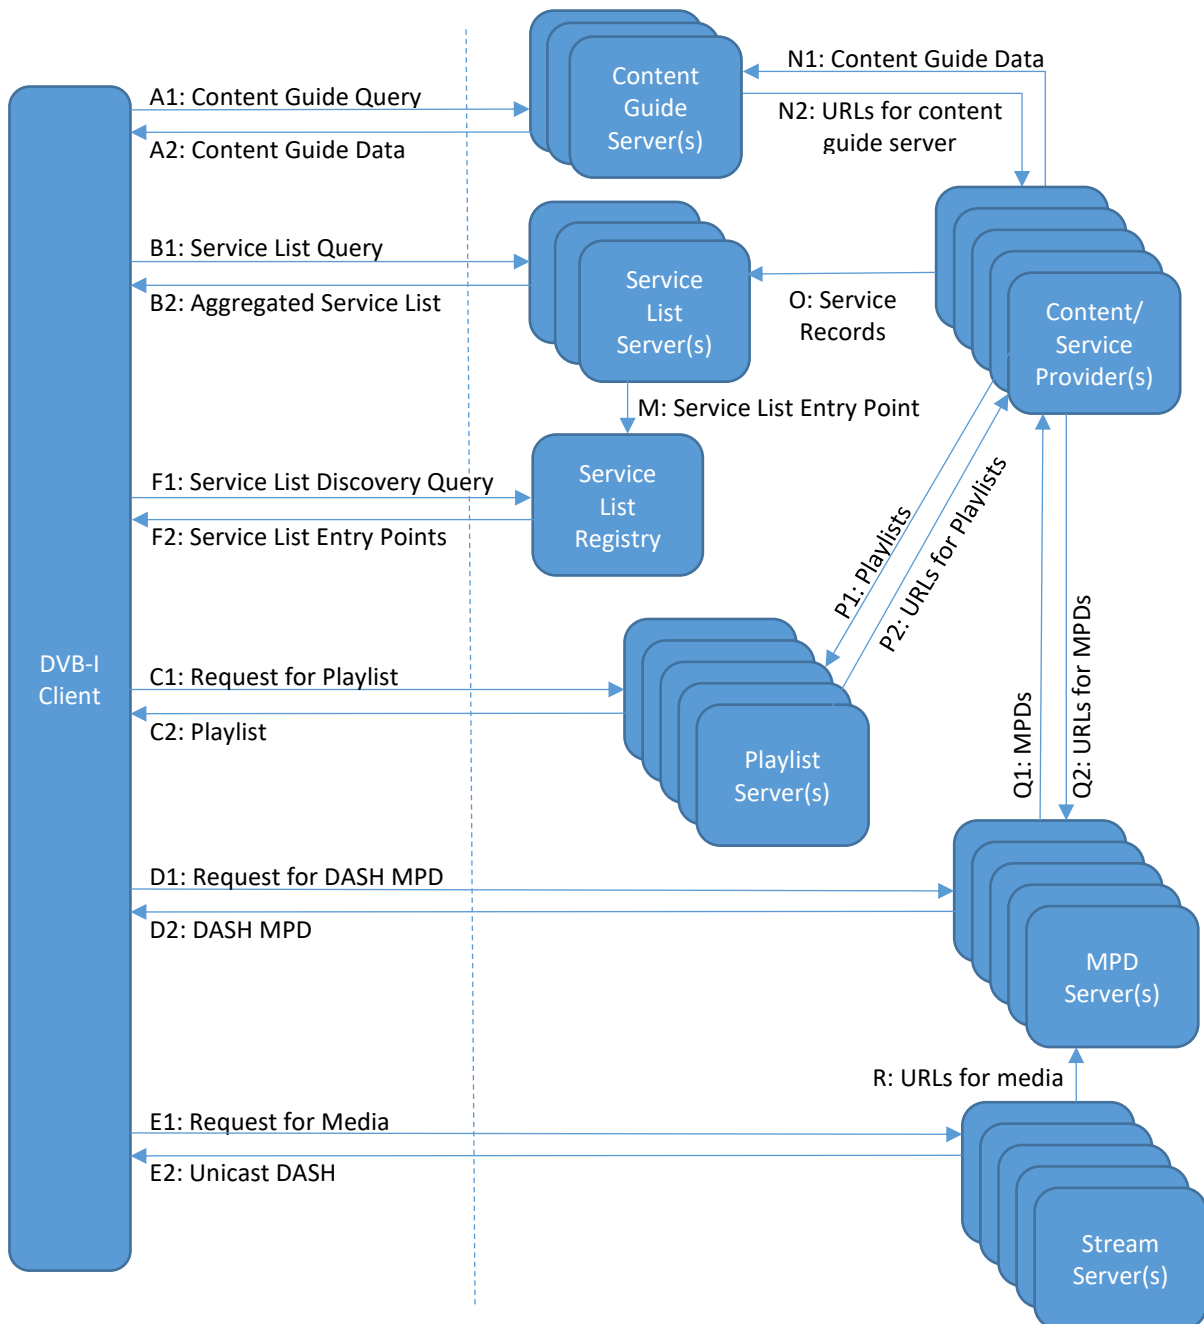 A1: Content Guide Query
A2: Content Guide Data
Content
Guide
Server(s)
N1: Content Guide Data
N2: URLs for content
guide server
B1: Service List Query
B2: Aggregated Service List
Service
List
Server(s)
O: Service
Records
Content/
Service
Provider(s)
M: Service List Entry Point
F1: Service List Discovery Query
F2: Service List Entry Points
Service
List
Registry
P1: Playlists
P2: URLs for Playlists
Q1: MPDs
Q2: URLs for MPDs
DVB-I
Client
C1: Request for Playlist
C2: Playlist
Playlist
Server(s)
D1: Request for DASH MPD
D2: DASH MPD
MPD
Server(s)
R: URLs for media
E1: Request for Media
E2: Unicast DASH
Stream
Server(s)